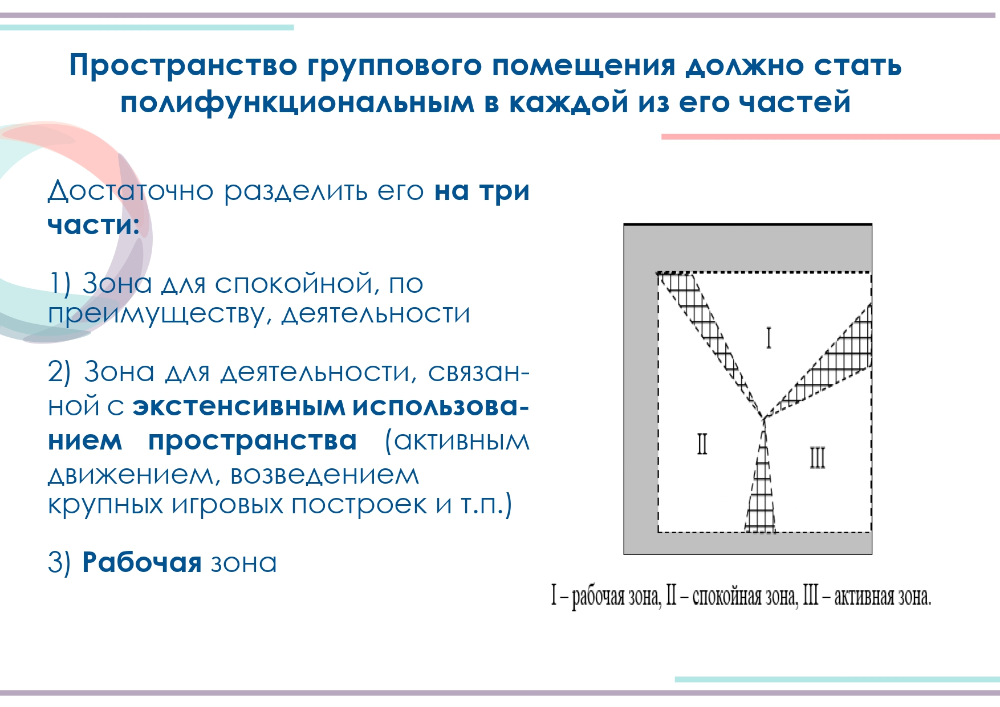 Пространство группового помещения должно стать
полифункциональным в каждой из его частей
Достаточно разделить его на три
части:
1) Зона для спокойной, по
преимуществу, деятельности
2) Зона для деятельности, связан-
ной с экстенсивным использова-
нием пространства (активным
движением, возведением
крупных игровых построек и т.п.)
3) Рабочая зона
I
II
III
I – рабочая зона, II – спокойная зона, III – активная зона.